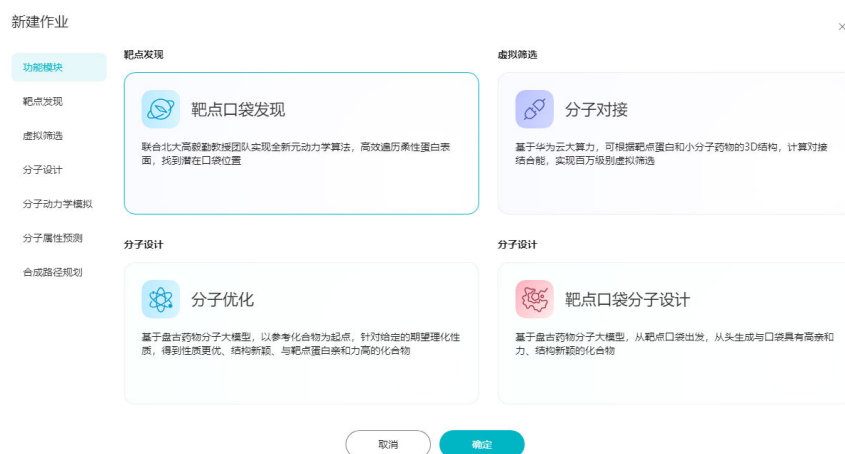 新建作业
功能模块
靶点发现
虚拟筛选
分子设计
分子动力学模拟
分子属性预测
合成路径规划
靶点发现
靶点口袋发现
联合北大高毅勤教授团队实现全新元动力学算法，高效遍历柔性蛋白表
面，找到潜在口袋位置
虚拟筛选
分子对接
基于华为云大算力，可根据靶点蛋白和小分子药物的3D结构，计算对接
结合能，实现百万级别虚拟筛选
分子设计
分子优化
基于盘古药物分子大模型，以参考化合物为起点，针对给定的期望理化性
质，得到性质更优、结构新颖、与靶点蛋白亲和力高的化合物
分子设计
靶点口袋分子设计
基于盘古药物分子大模型，从靶点口袋出发，从头生成与口袋具有高亲和
力、结构新颖的化合物
取消
确定